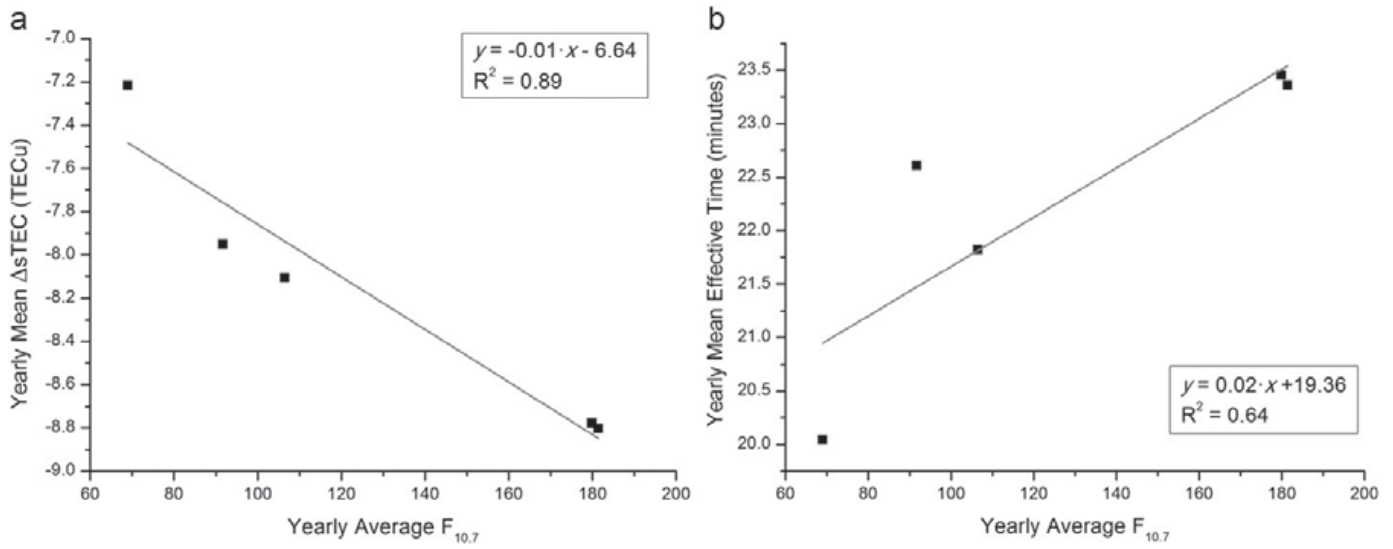 a
-7.0
-7.2
-7.4
-7.6
-7.8
-8.0
-8.2
-8.4
-8.6
-8.8
-9.0
Yearly Mean ΔsTEC (TECu)
y = -0.01·x - 6.64
R² = 0.89
60 80 100 120 140 160 180 200
Yearly Average F₁₀.₇
b
23.5
23.0
22.5
22.0
21.5
21.0
20.5
20.0
Yearly Mean Effective Time (minutes)
y = 0.02·x +19.36
R² = 0.64
60 80 100 120 140 160 180 200
Yearly Average F₁₀.₇